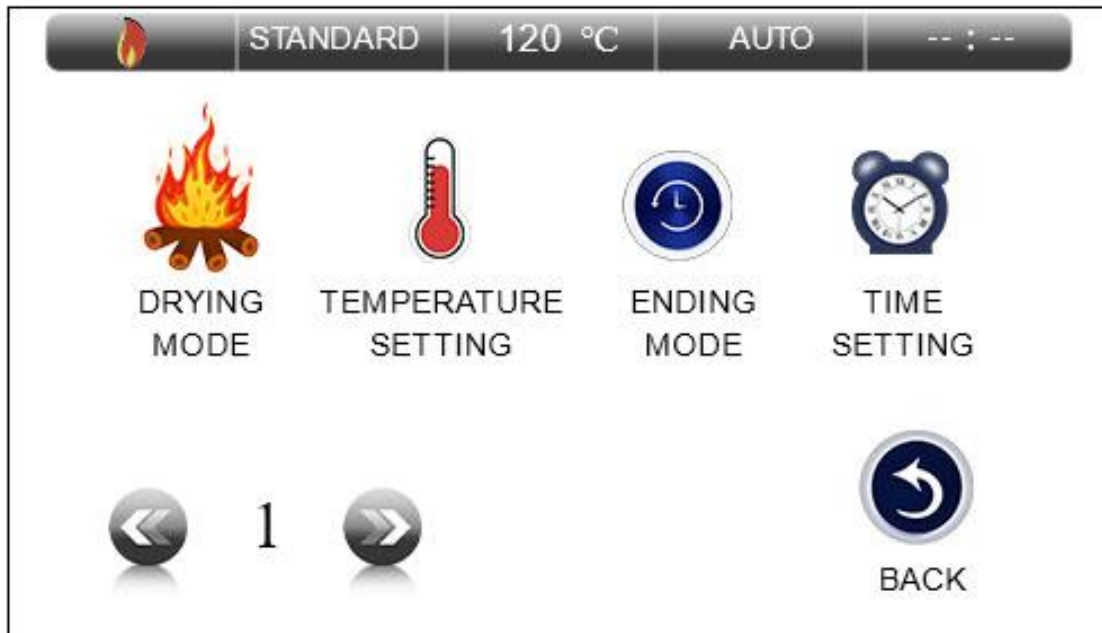 STANDARD 120 °C AUTO -- : --
DRYING MODE
TEMPERATURE SETTING
ENDING MODE
TIME SETTING
1
BACK